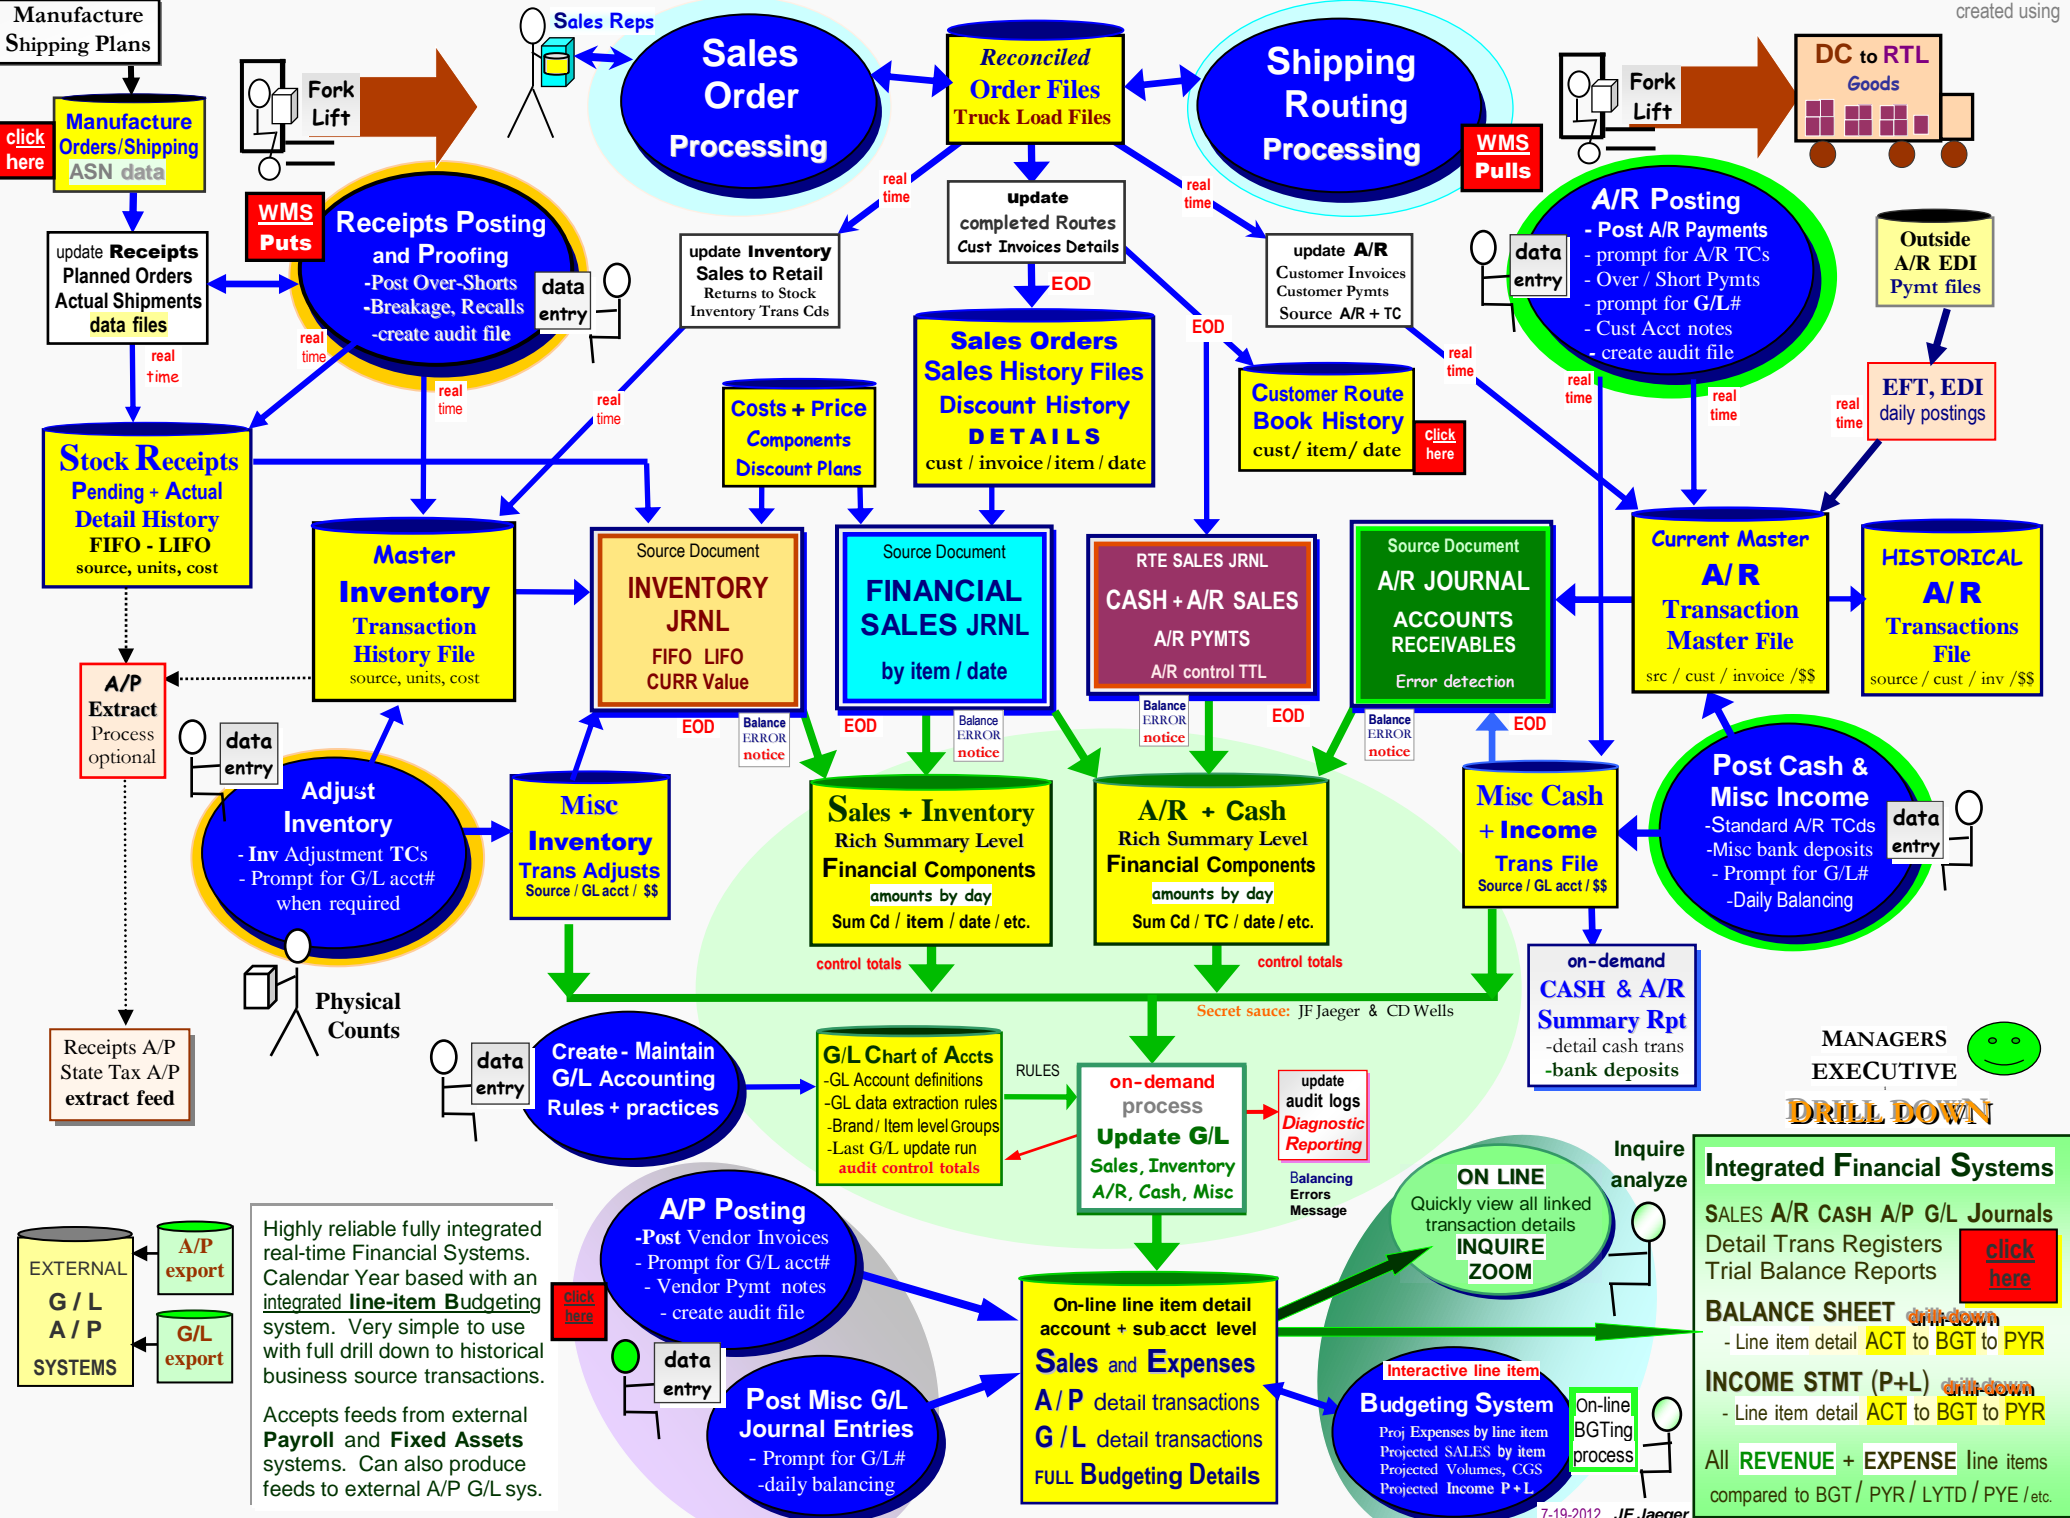 Manufacture
Shipping Plans
created using
click
here
Manufacture
Orders/Shipping
ASN data
Fork
Lift
Sales Reps
Sales
Order
Processing
Reconciled
Order Files
Truck Load Files
Shipping
Routing
Processing
WMS
Pulls
Fork
Lift
DC to RTL
Goods
update Receipts
Planned Orders
Actual Shipments
data files
WMS
Puts
Receipts Posting
and Proofing
-Post Over-Shorts
-Breakage, Recalls
-create audit file
data
entry
real
time
real
time
real
time
update Inventory
Sales to Retail
Returns to Stock
Inventory Trans Cds
real
time
real
time
update
completed Routes
Cust Invoices Details
EOD
real
time
update A/R
Customer Invoices
Customer Pymts
Source A/R + TC
EOD
real
time
data
entry
A/R Posting
- Post A/R Payments
- prompt for A/R TCs
- Over / Short Pymts
- prompt for G/L#
- Cust Acct notes
- create audit file
real
time
real
time
Outside
A/R EDI
Pymt files
EFT, EDI
daily postings
real
time
Stock Receipts
Pending + Actual
Detail History
FIFO - LIFO
source, units, cost
Costs + Price
Components
Discount Plans
Sales Orders
Sales History Files
Discount History
DETAILS
cust / invoice / item / date
Customer Route
Book History
cust/ item/ date
click
here
Master
Inventory
Transaction
History File
source, units, cost
Source Document
INVENTORY
JRNL
FIFO LIFO
CURR Value
EOD
Balance
ERROR
notice
Source Document
FINANCIAL
SALES JRNL
by item / date
EOD
Balance
ERROR
notice
RTE SALES JRNL
CASH + A/R SALES
A/R PYMTS
A/R control TTL
Balance
ERROR
notice
EOD
Source Document
A/R JOURNAL
ACCOUNTS
RECEIVABLES
Error detection
Balance
ERROR
notice
EOD
Current Master
A/R
Transaction
Master File
src / cust / invoice /$$
HISTORICAL
A/R
Transactions
File
source / cust / inv /$$
A/P
Extract
Process
optional
data
entry
Adjust
Inventory
- Inv Adjustment TCs
- Prompt for G/L acct#
when required
Physical
Counts
Misc
Inventory
Trans Adjusts
Source / GL acct / $$
Sales + Inventory
Rich Summary Level
Financial Components
amounts by day
Sum Cd / item / date / etc.
control totals
A/R + Cash
Rich Summary Level
Financial Components
amounts by day
Sum Cd / TC / date / etc.
control totals
Misc Cash
+ Income
Trans File
Source / GL acct / $$
Post Cash &
Misc Income
-Standard A/R TCds
-Misc bank deposits
- Prompt for G/L#
-Daily Balancing
data
entry
on-demand
CASH & A/R
Summary Rpt
-detail cash trans
-bank deposits
Secret sauce: JF Jaeger & CD Wells
Receipts A/P
State Tax A/P
extract feed
data
entry
Create - Maintain
G/L Accounting
Rules + practices
G/L Chart of Accts
-GL Account definitions
-GL data extraction rules
-Brand / Item level Groups
-Last G/L update run
audit control totals
RULES
on-demand
process
Update G/L
Sales, Inventory
A/R, Cash, Misc
update
audit logs
Diagnostic
Reporting
Balancing
Errors
Message
MANAGERS
EXECUTIVE
DRILL DOWN
EXTERNAL
G / L
A / P
SYSTEMS
A/P
export
G/L
export
Highly reliable fully integrated
real-time Financial Systems.
Calendar Year based with an
integrated line-item Budgeting
system. Very simple to use
with full drill down to historical
business source transactions.
Accepts feeds from external
Payroll and Fixed Assets
systems. Can also produce
feeds to external A/P G/L sys.
click
here
A/P Posting
-Post Vendor Invoices
- Prompt for G/L acct#
- Vendor Pymt notes
- create audit file
data
entry
Post Misc G/L
Journal Entries
- Prompt for G/L#
-daily balancing
On-line line item detail
account + sub acct level
Sales and Expenses
A / P detail transactions
G / L detail transactions
FULL Budgeting Details
ON LINE
Quickly view all linked
transaction details
INQUIRE
ZOOM
Inquire
analyze
Interactive line item
Budgeting System
Proj Expenses by line item
Projected SALES by item
Projected Volumes, CGS
Projected Income P + L
On-line
BGTing
process
7-19-2012 JF Jaeger
Integrated Financial Systems
SALES A/R CASH A/P G/L Journals
Detail Trans Registers
Trial Balance Reports
click
here
BALANCE SHEET drill-down
- Line item detail ACT to BGT to PYR
INCOME STMT (P+L) drill-down
- Line item detail ACT to BGT to PYR
All REVENUE + EXPENSE line items
compared to BGT / PYR / LYTD / PYE / etc.